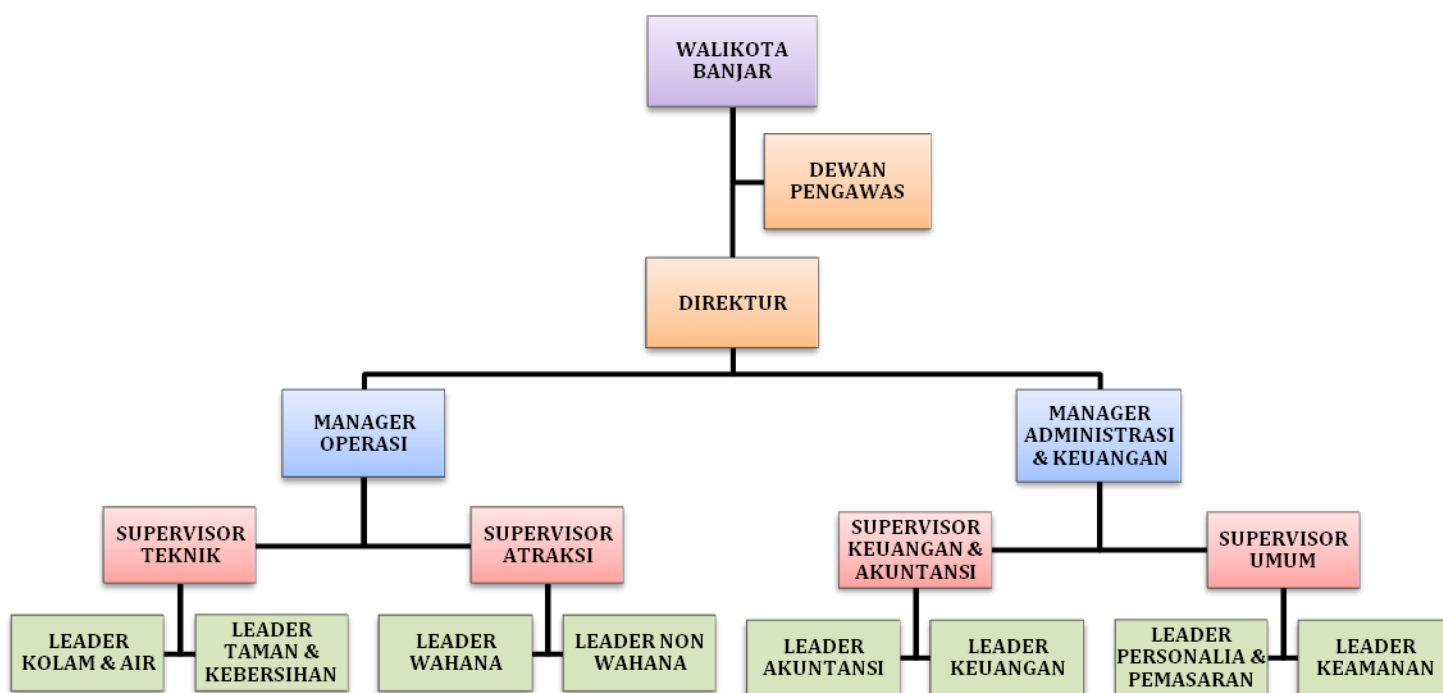 WALIKOTA
BANJAR
DEWAN
PENGAWAS
DIREKTUR
MANAGER
OPERASI
MANAGER
ADMINISTRASI
& KEUANGAN
SUPERVISOR
TEKNIK
SUPERVISOR
ATRAKSI
SUPERVISOR
KEUANGAN &
AKUNTANSI
SUPERVISOR
UMUM
LEADER
KOLAM & AIR
LEADER
TAMAN &
KEBERSIHAN
LEADER
WAHANA
LEADER NON
WAHANA
LEADER
AKUNTANSI
LEADER
KEUANGAN
LEADER
PERSONALIA &
PEMASARAN
LEADER
KEAMANAN